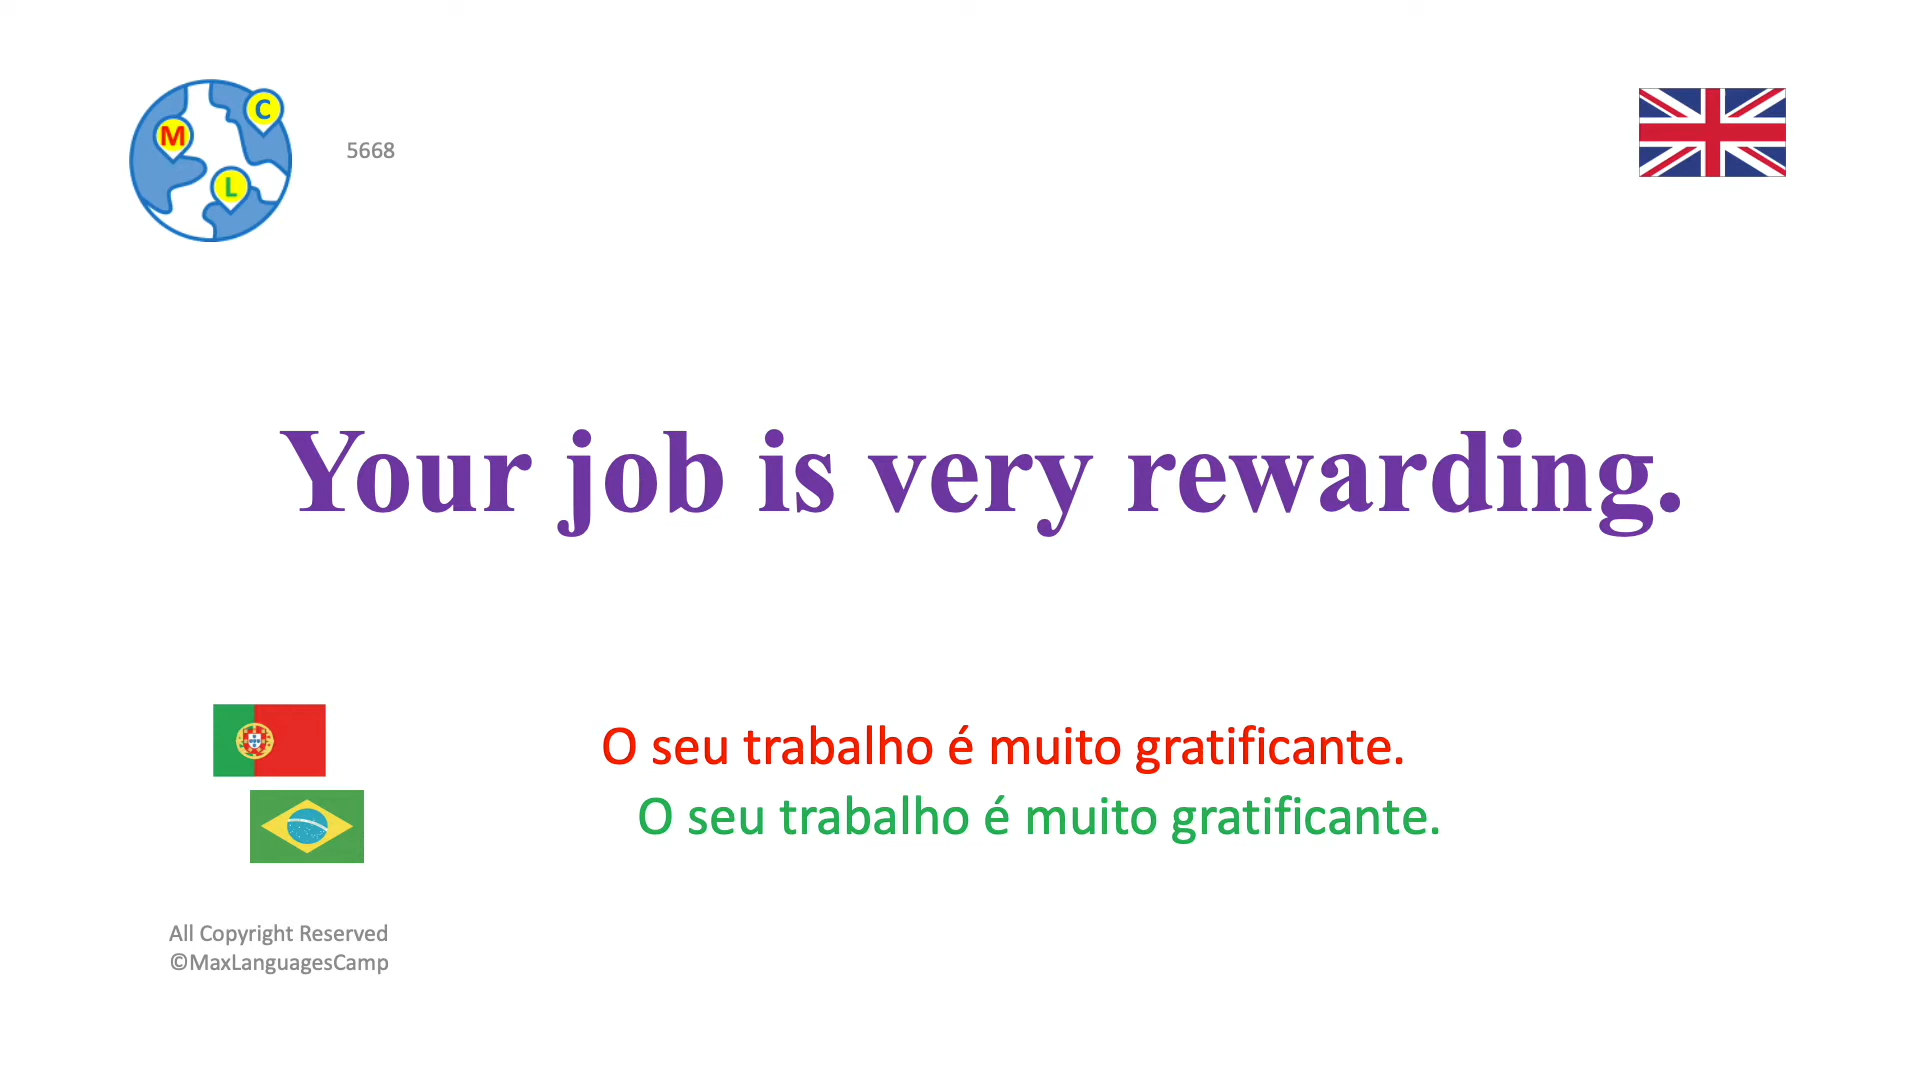 M
C
L
5668
Your job is very rewarding.
O seu trabalho é muito gratificante.
O seu trabalho é muito gratificante.
All Copyright Reserved
©MaxLanguagesCamp